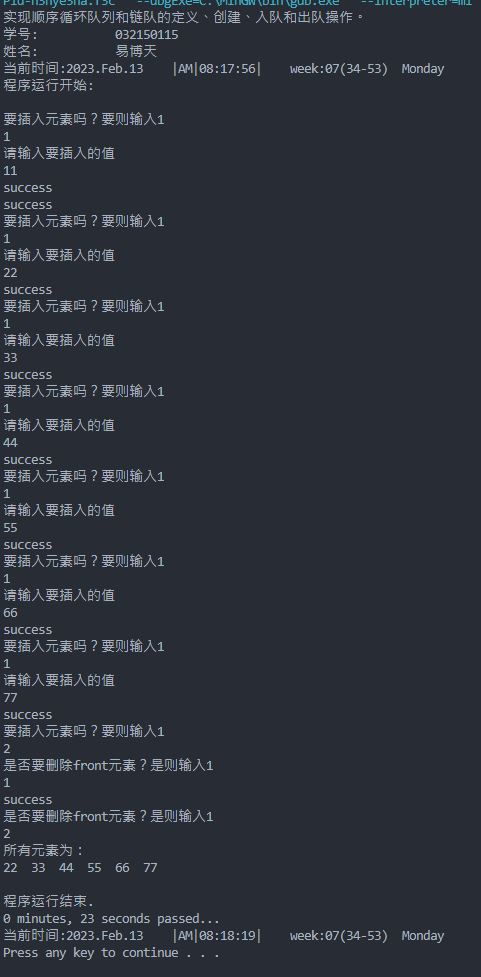 实现顺序循环队列和链队的定义、创建、入队和出队操作。
学号:          032150115
姓名:          易博天
当前时间:2023.Feb.13    |AM|08:17:56|    week:07(34-53)  Monday
程序运行开始:
要插入元素吗？要则输入1
1
请输入要插入的值
11
success
success
要插入元素吗？要则输入1
1
请输入要插入的值
22
success
要插入元素吗？要则输入1
1
请输入要插入的值
33
success
要插入元素吗？要则输入1
1
请输入要插入的值
44
success
要插入元素吗？要则输入1
1
请输入要插入的值
55
success
要插入元素吗？要则输入1
1
请输入要插入的值
66
success
要插入元素吗？要则输入1
1
请输入要插入的值
77
success
要插入元素吗？要则输入1
2
是否要删除front元素？是则输入1
1
success
是否要删除front元素？是则输入1
2
所有元素为：
22  33  44  55  66  77
程序运行结束.
0 minutes, 23 seconds passed...
当前时间:2023.Feb.13    |AM|08:18:19|    week:07(34-53)  Monday
Press any key to continue . . .